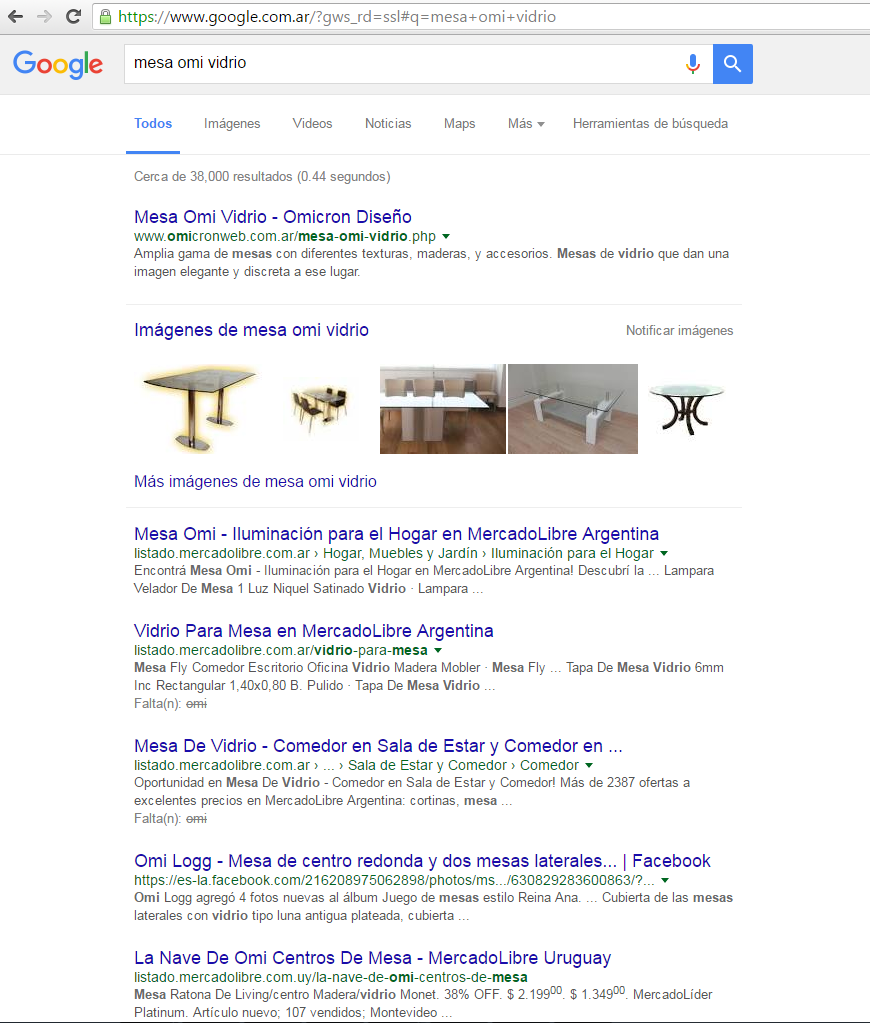 https://www.google.com.ar/?gws_rd=ssl#q=mesa+omi+vidrio
Google
mesa omi vidrio
Todos Imágenes Videos Noticias Maps Más Herramientas de búsqueda
Cerca de 38,000 resultados (0.44 segundos)
Mesa Omi Vidrio - Omicron Diseño
www.omicronweb.com.ar/mesa-omi-vidrio.php
Amplia gama de mesas con diferentes texturas, maderas, y accesorios. Mesas de vidrio que dan una
imagen elegante y discreta a ese lugar.
Imágenes de mesa omi vidrio Notificar imágenes
Más imágenes de mesa omi vidrio
Mesa Omi - Iluminación para el Hogar en MercadoLibre Argentina
listado.mercadolibre.com.ar › Hogar, Muebles y Jardín › Iluminación para el Hogar
Encontrá Mesa Omi - Iluminación para el Hogar en MercadoLibre Argentina! Descubrí la ... Lampara
Velador De Mesa 1 Luz Niquel Satinado Vidrio · Lampara ...
Vidrio Para Mesa en MercadoLibre Argentina
listado.mercadolibre.com.ar/vidrio-para-mesa
Mesa Fly Comedor Escritorio Oficina Vidrio Madera Mobler · Mesa Fly ... Tapa De Mesa Vidrio 6mm
Inc Rectangular 1,40x0,80 B. Pulido · Tapa De Mesa Vidrio ...
Falta(n): omi
Mesa De Vidrio - Comedor en Sala de Estar y Comedor en ...
listado.mercadolibre.com.ar › ... › Sala de Estar y Comedor › Comedor
Oportunidad en Mesa De Vidrio - Comedor en Sala de Estar y Comedor! Más de 2387 ofertas a
excelentes precios en MercadoLibre Argentina: cortinas, mesa ...
Falta(n): omi
Omi Logg - Mesa de centro redonda y dos mesas laterales... | Facebook
https://es-la.facebook.com/216208975062898/photos/ms.../630829283600863/?...
Omi Logg agregó 4 fotos nuevas al álbum Juego de mesas estilo Reina Ana. ... Cubierta de las mesas
laterales con vidrio tipo luna antigua plateada, cubierta ...
La Nave De Omi Centros De Mesa - MercadoLibre Uruguay
listado.mercadolibre.com.uy/la-nave-de-omi-centros-de-mesa
Mesa Ratona De Living/centro Madera/vidrio Monet. 38% OFF. $ 2.19900. $ 1.34900. MercadoLíder
Platinum. Artículo nuevo; 107 vendidos; Montevideo ...